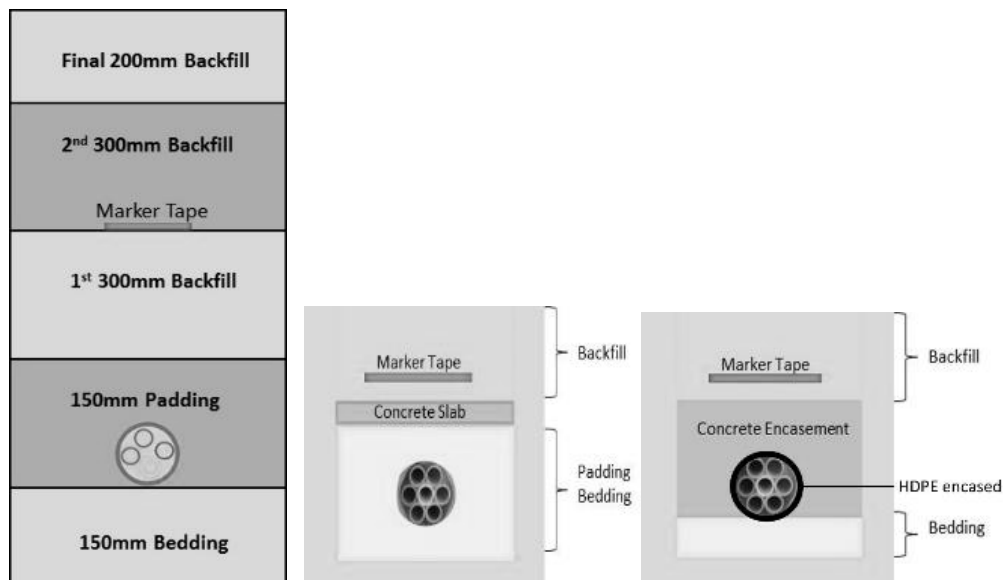 Final 200mm Backfill
2nd 300mm Backfill
Marker Tape
1st 300mm Backfill
150mm Padding
150mm Bedding
Marker Tape
Concrete Slab
Backfill
Padding
Bedding
Marker Tape
Concrete Encasement
Backfill
HDPE encased
Bedding